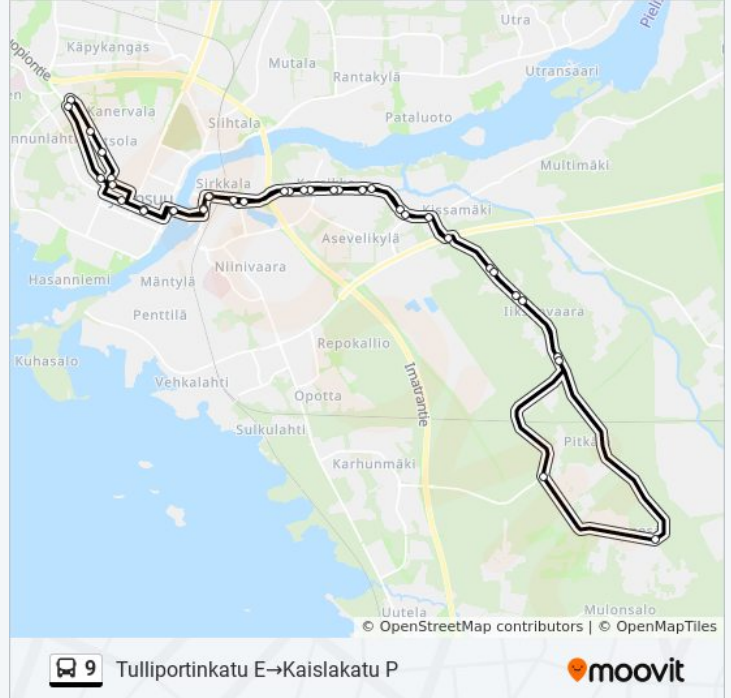 Utra
Käpykangas
Mutala
Utransaari
Rantakylä
Kanervala
Pataluoto
Siihtala
Multimäki
Sirkkala
Kissamäki
Asevelikylä
Niinivaara
Hasanniemi
Mäntylä
Penttilä
Repokallio
Kuhasalo
Vehkalahti
Opotta
Imatrantie
Sulkulahti
Karhunmäki
Uutela
Mulonsalo
© OpenStreetMap contributors | © OpenMapTiles
9 Tulliportinkatu E→Kaislakatu P
moovit